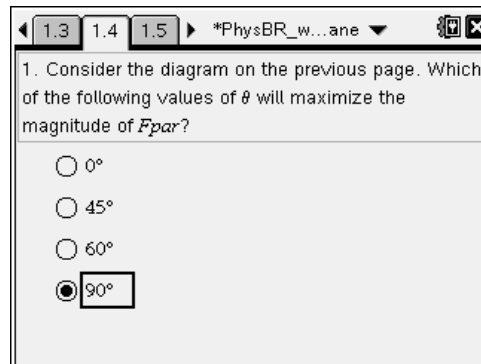 1.3 1.4 1.5 *PhysBR_w...ane
1. Consider the diagram on the previous page. Which
of the following values of θ will maximize the
magnitude of Fpar?
0°
45°
60°
90°